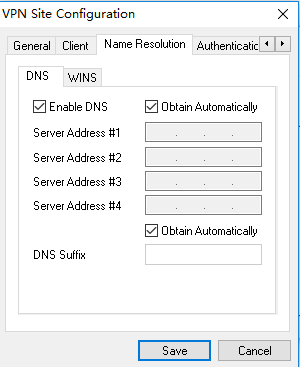 VPN Site Configuration
General Client Name Resolution
DNS WINS
Enable DNS Obtain Automatically
Server Address #1
Server Address #2
Server Address #3
Server Address #4
Obtain Automatically
DNS Suffix
Save Cancel